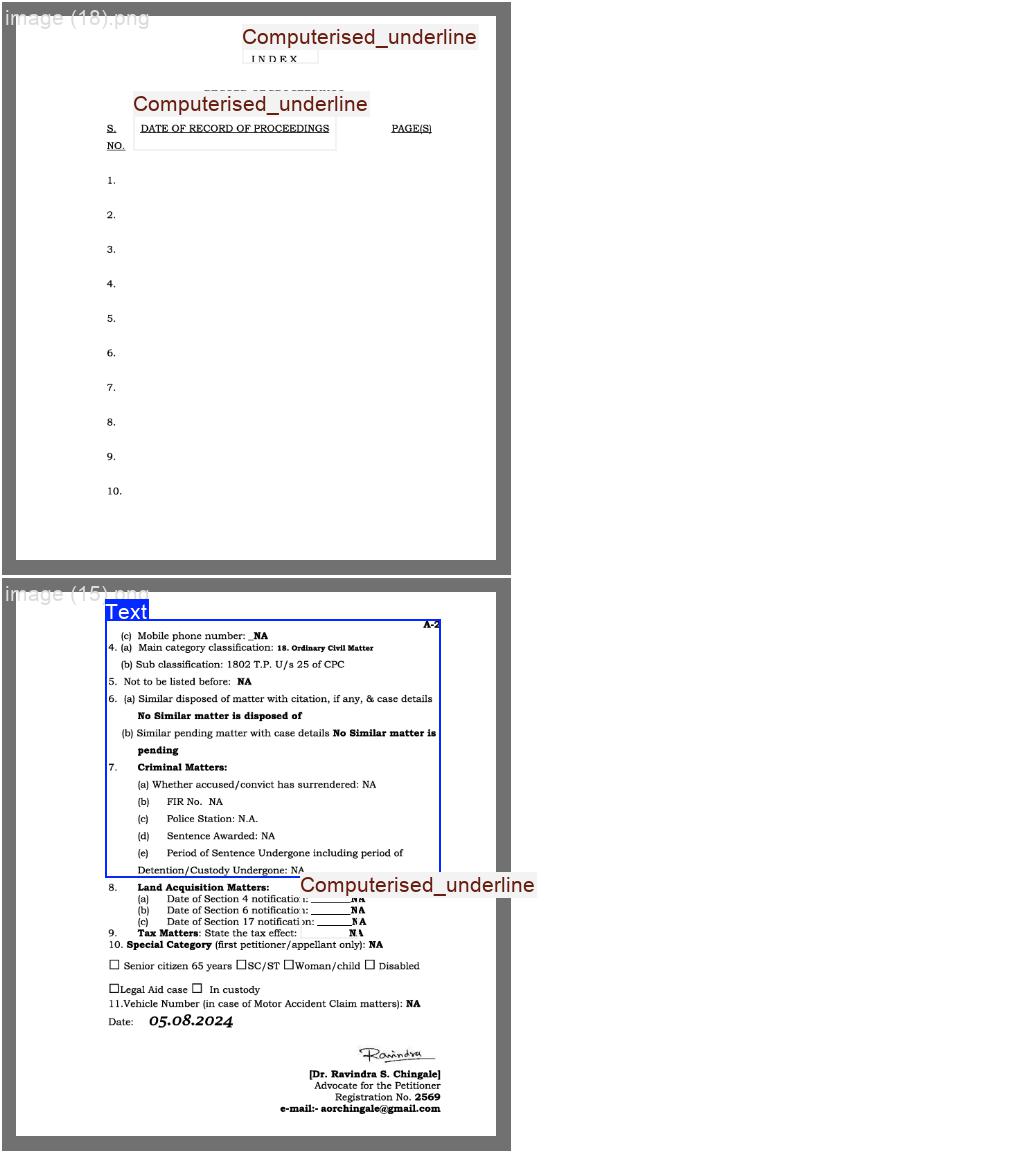 image (18).png
Computerised_underline
INDEX
Computerised_underline
S. NO. DATE OF RECORD OF PROCEEDINGS PAGE(S)
1.
2.
3.
4.
5.
6.
7.
8.
9.
10.
image (15).png
Text
A-2
(c) Mobile phone number: _NA
4. (a) Main category classification: 18. Ordinary Civil Matter
(b) Sub classification: 1802 T.P. U/s 25 of CPC
5. Not to be listed before: NA
6. (a) Similar disposed of matter with citation, if any, & case details
No Similar matter is disposed of
(b) Similar pending matter with case details No Similar matter is
pending
7. Criminal Matters:
(a) Whether accused/convict has surrendered: NA
(b) FIR No. NA
(c) Police Station: N.A.
(d) Sentence Awarded: NA
(e) Period of Sentence Undergone including period of
Detention/Custody Undergone: NA
Computerised_underline
8. Land Acquisition Matters:
(a) Date of Section 4 notification: _______NA
(b) Date of Section 6 notification: _______NA
(c) Date of Section 17 notification: _______NA
9. Tax Matters: State the tax effect: NA
10. Special Category (first petitioner/appellant only): NA
☐ Senior citizen 65 years ☐SC/ST ☐Woman/child ☐ Disabled
☐Legal Aid case ☐ In custody
11.Vehicle Number (in case of Motor Accident Claim matters): NA
Date: 05.08.2024
Ravindra
[Dr. Ravindra S. Chingale]
Advocate for the Petitioner
Registration No. 2569
e-mail:- aorchingale@gmail.com